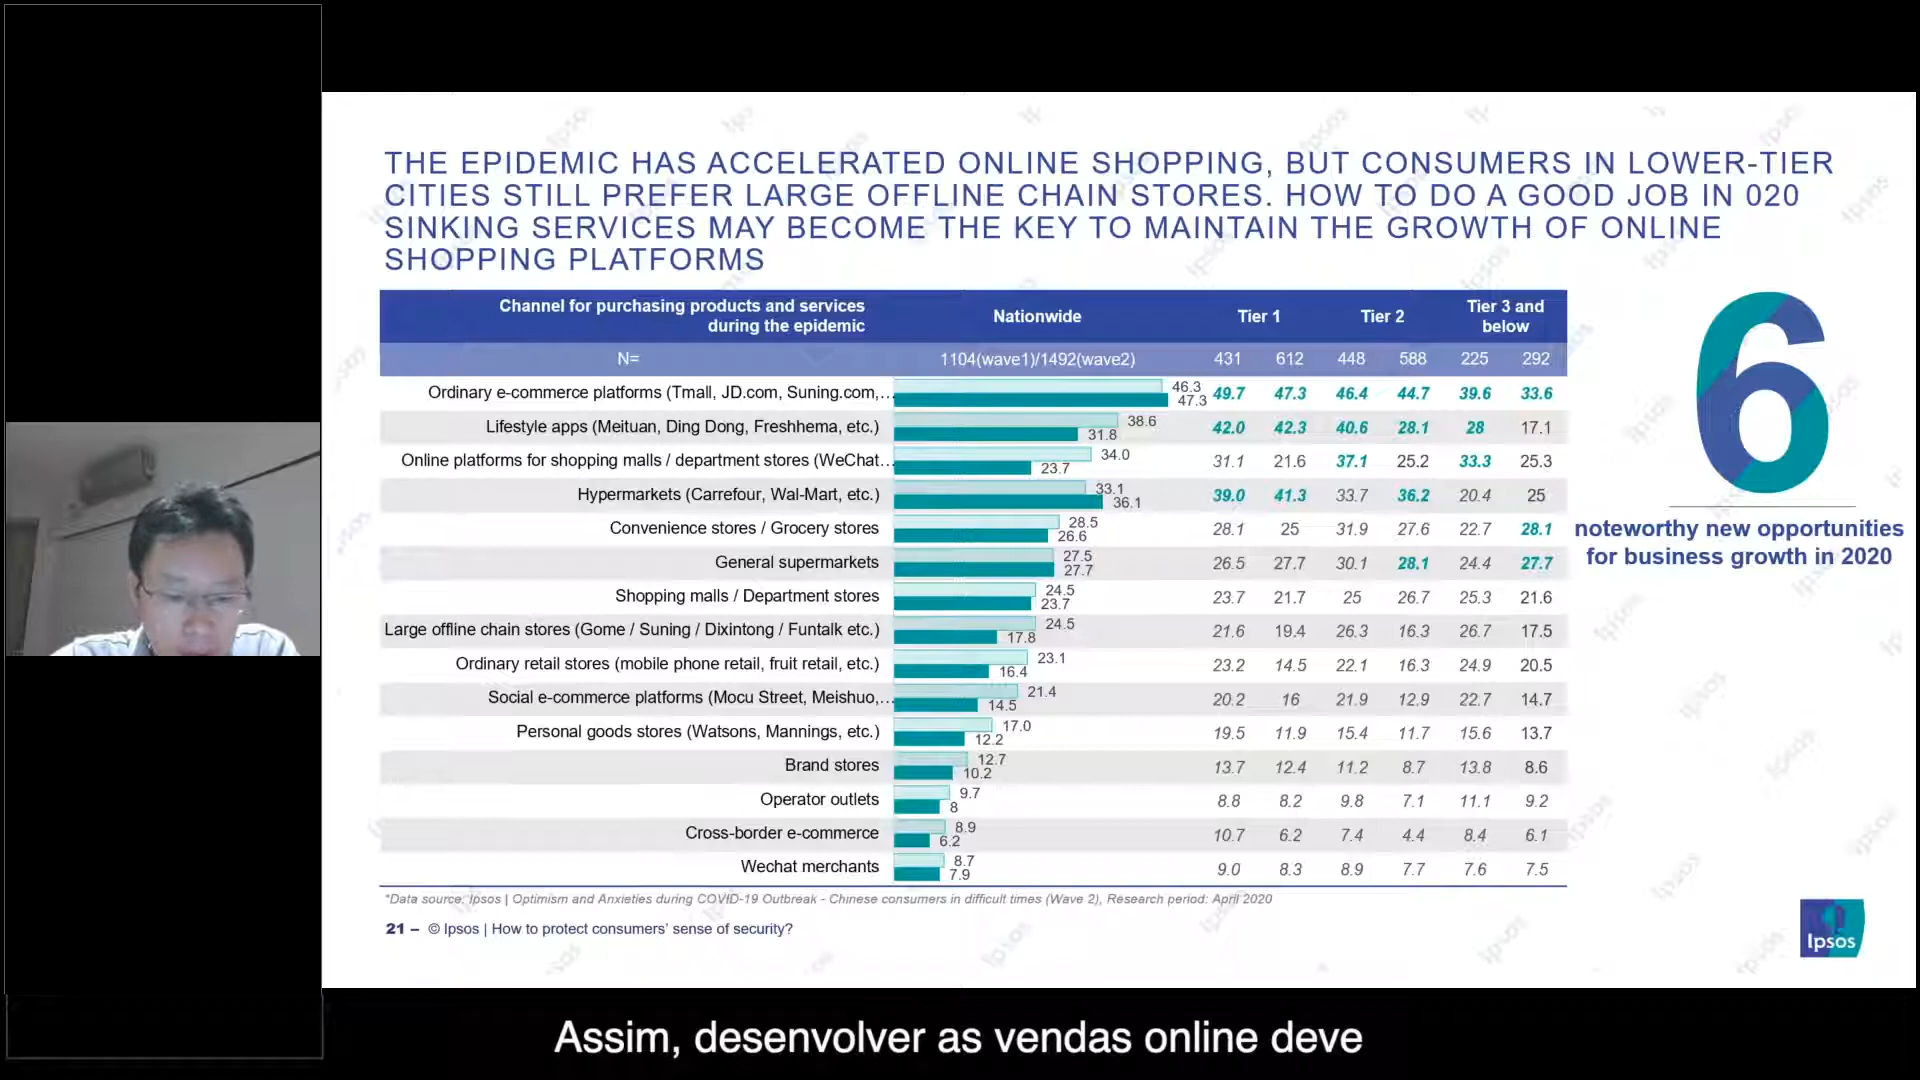 THE EPIDEMIC HAS ACCELERATED ONLINE SHOPPING, BUT CONSUMERS IN LOWER-TIER
CITIES STILL PREFER LARGE OFFLINE CHAIN STORES. HOW TO DO A GOOD JOB IN 020
SINKING SERVICES MAY BECOME THE KEY TO MAINTAIN THE GROWTH OF ONLINE
SHOPPING PLATFORMS
Channel for purchasing products and services
during the epidemic
Nationwide
Tier 1
Tier 2
Tier 3 and
below
N= 1104(wave1)/1492(wave2) 431 612 448 588 225 292
Ordinary e-commerce platforms (Tmall, JD.com, Suning.com,... 46.3 47.3 49.7 47.3 46.4 44.7 39.6 33.6
Lifestyle apps (Meituan, Ding Dong, Freshhema, etc.) 38.6 31.8 42.0 42.3 40.6 28.1 28 17.1
Online platforms for shopping malls / department stores (WeChat... 34.0 23.7 31.1 21.6 37.1 25.2 33.3 25.3
Hypermarkets (Carrefour, Wal-Mart, etc.) 33.1 36.1 39.0 41.3 33.7 36.2 20.4 25
Convenience stores / Grocery stores 28.5 26.6 28.1 25 31.9 27.6 22.7 28.1
General supermarkets 27.5 27.7 26.5 27.7 30.1 28.1 24.4 27.7
Shopping malls / Department stores 24.5 23.7 23.7 21.7 25 26.7 25.3 21.6
Large offline chain stores (Gome / Suning / Dixintong / Funtalk etc.) 24.5 17.8 21.6 19.4 26.3 16.3 26.7 17.5
Ordinary retail stores (mobile phone retail, fruit retail, etc.) 23.1 16.4 23.2 14.5 22.1 16.3 24.9 20.5
Social e-commerce platforms (Mocu Street, Meishuo,... 21.4 14.5 20.2 16 21.9 12.9 22.7 14.7
Personal goods stores (Watsons, Mannings, etc.) 17.0 12.2 19.5 11.9 15.4 11.7 15.6 13.7
Brand stores 12.7 10.2 13.7 12.4 11.2 8.7 13.8 8.6
Operator outlets 9.7 8 8.8 8.2 9.8 7.1 11.1 9.2
Cross-border e-commerce 8.9 6.2 10.7 6.2 7.4 4.4 8.4 6.1
Wechat merchants 8.7 7.9 9.0 8.3 8.9 7.7 7.6 7.5
6
noteworthy new opportunities
for business growth in 2020
*Data source: Ipsos | Optimism and Anxieties during COVID-19 Outbreak - Chinese consumers in difficult times (Wave 2), Research period: April 2020
21 – © Ipsos | How to protect consumers' sense of security?
Ipsos
Assim, desenvolver as vendas online deve